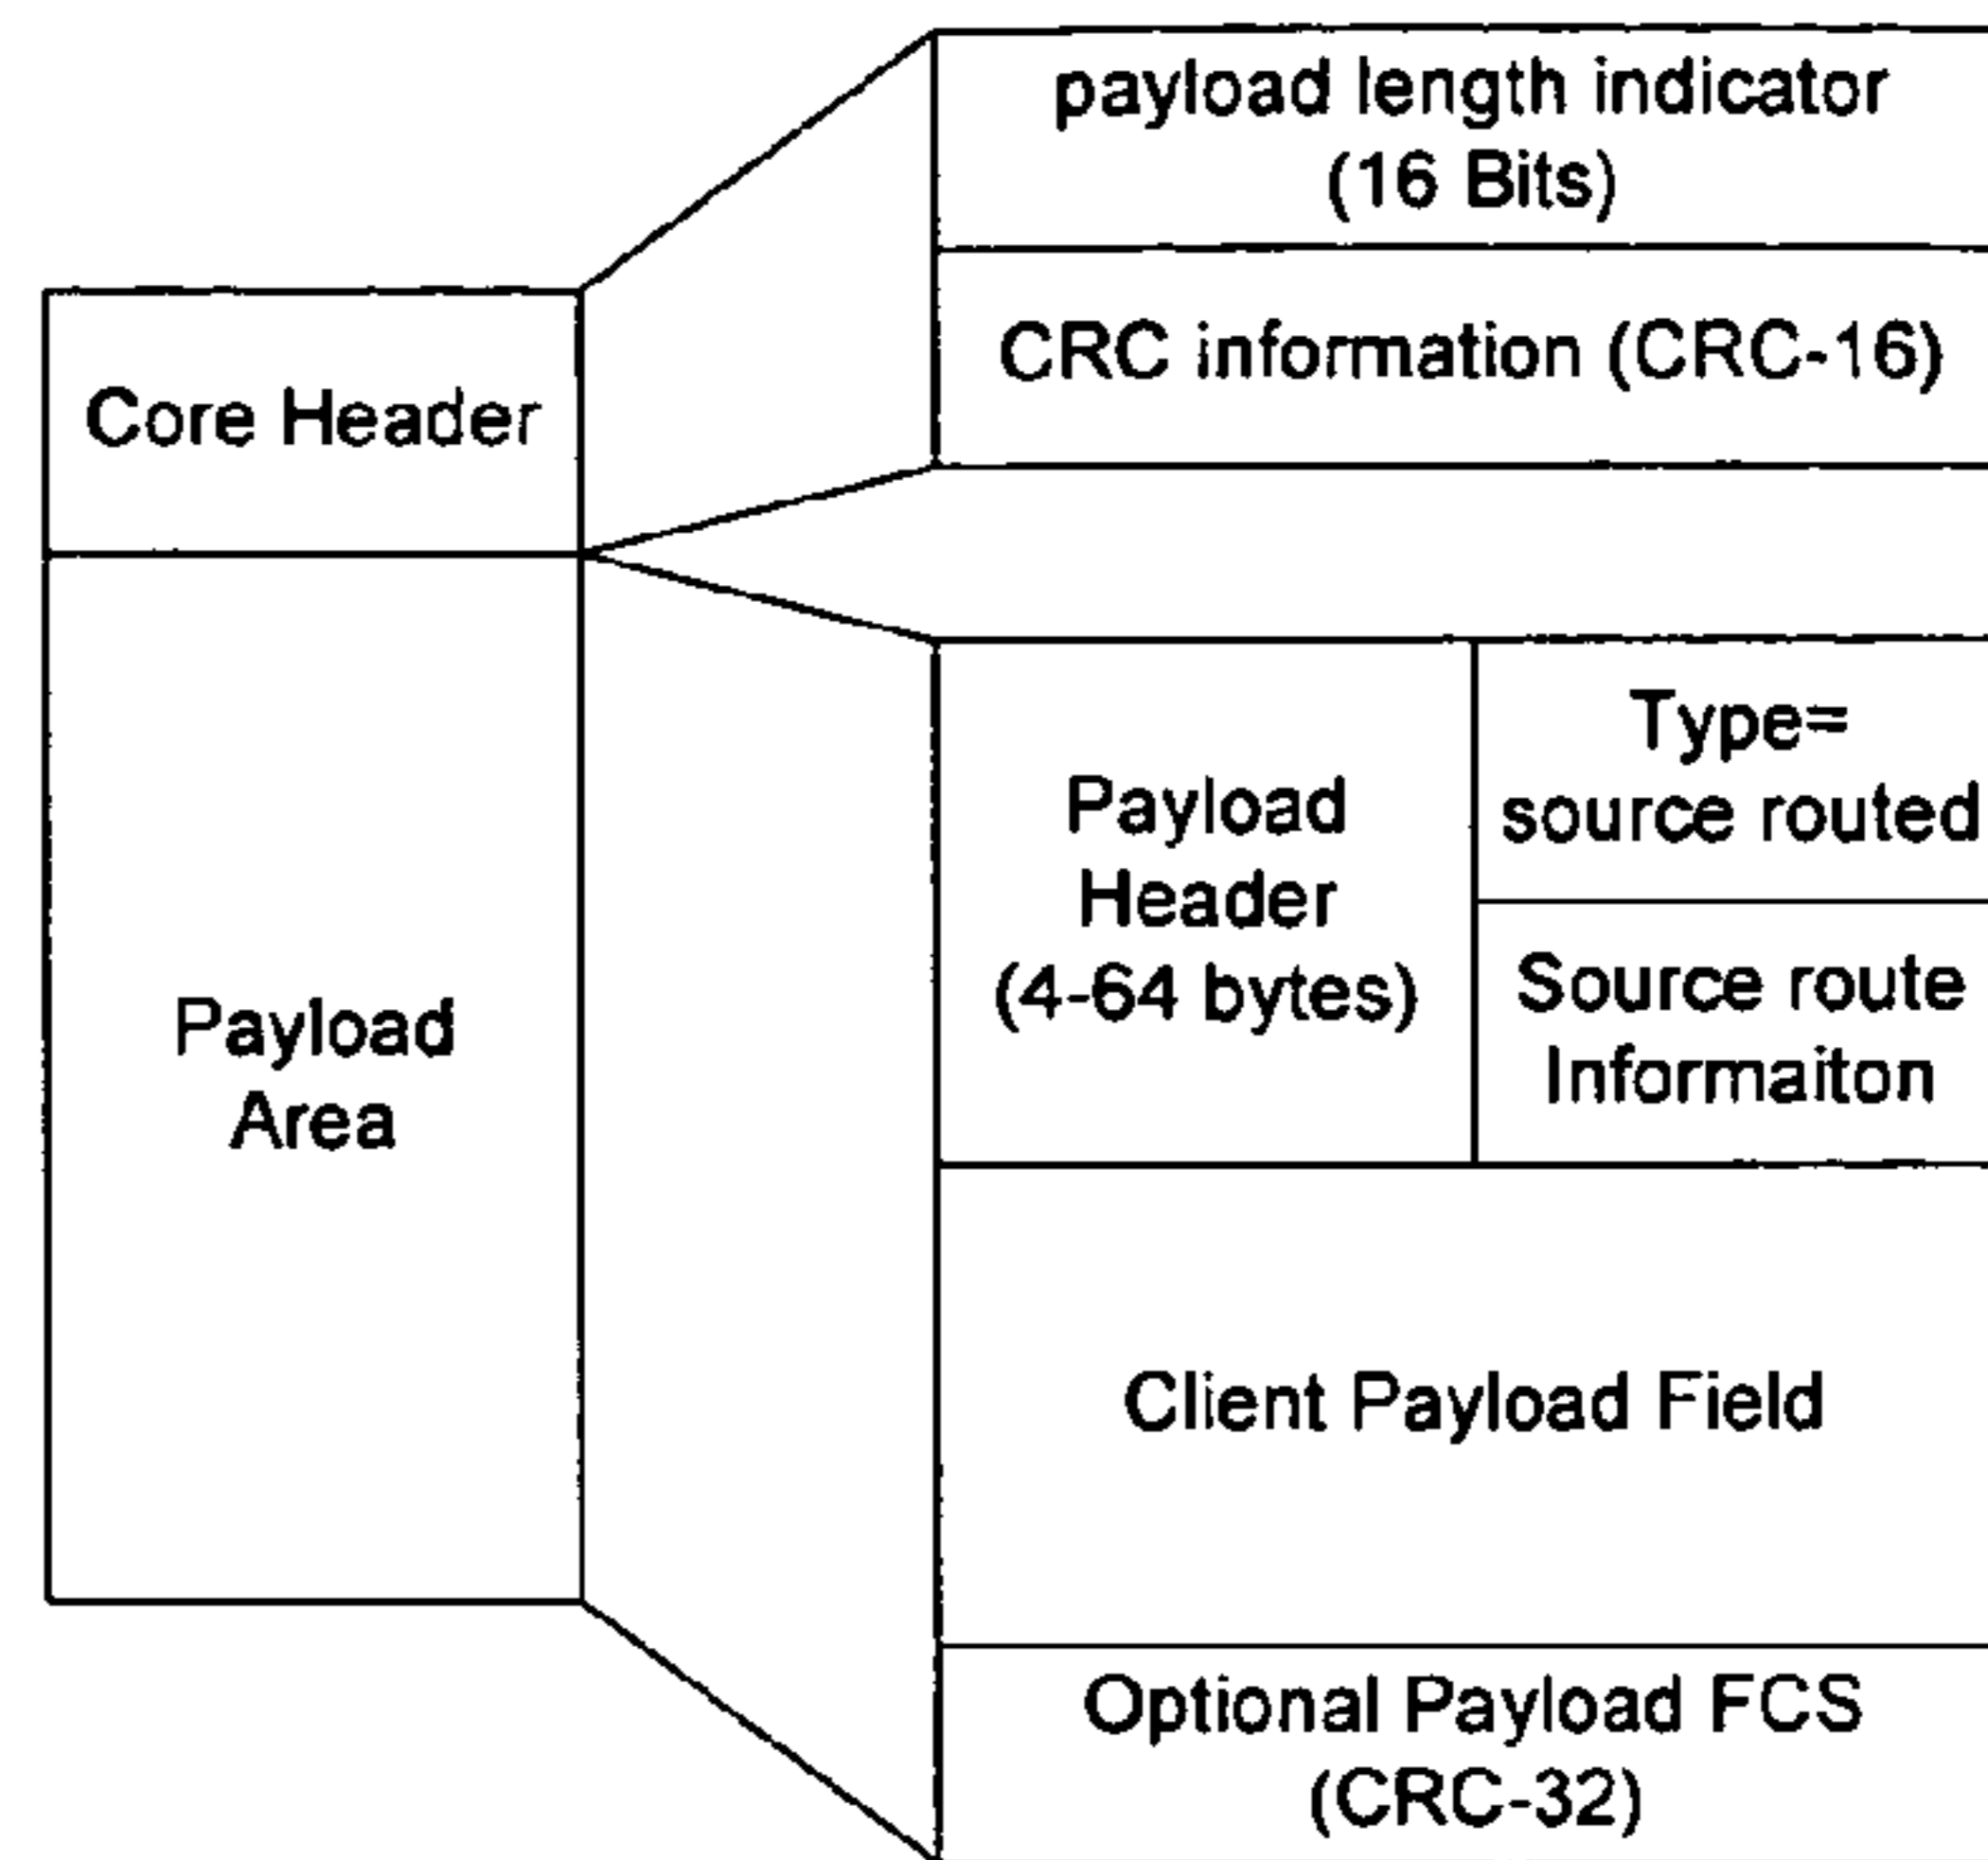 payload length indicator
(16 Bits)
CRC information (CRC-16)
Core Header
Payload
Area
Payload
Header
(4-64 bytes)
Type=
source routed
Source route
Informaiton
Client Payload Field
Optional Payload FCS
(CRC-32)